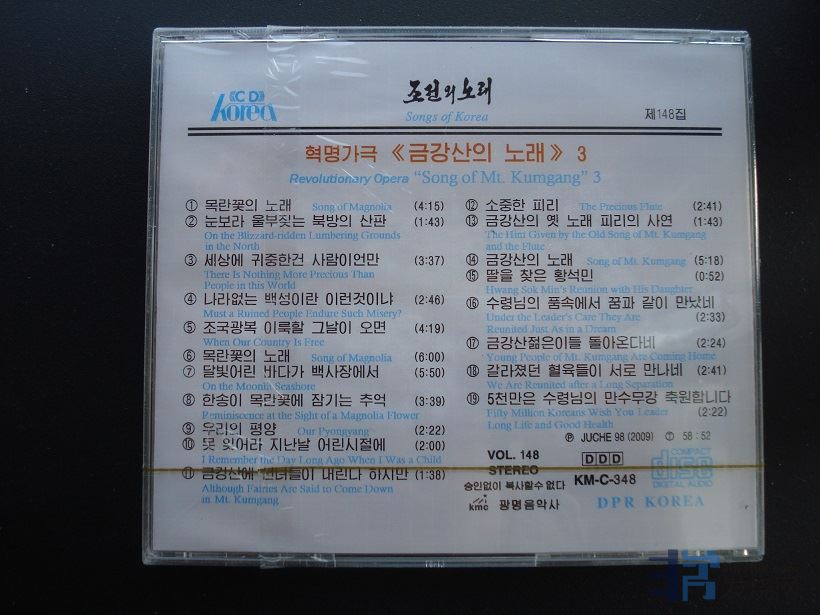 CD
Korea
조선의 노래
Songs of Korea
제148집
혁명가극 《금강산의 노래》 3
Revolutionary Opera "Song of Mt. Kumgang" 3
① 목란꽃의 노래 Song of Magnolia (4:15)
② 눈보라 울부짖는 북방의 산판 (1:43)
On the Blizzard-ridden Lumbering Grounds
in the North
③ 세상에 귀중한건 사람이언만 (3:37)
There Is Nothing More Precious Than
People in this World
④ 나라없는 백성이란 이런것이냐 (2:46)
Must a Ruined People Endure Such Misery?
⑤ 조국광복 이룩할 그날이 오면 (4:19)
When Our Country Is Free
⑥ 목란꽃의 노래 Song of Magnolia (6:00)
⑦ 달빛어린 바다가 백사장에서 (5:50)
On the Moonlit Seashore
⑧ 한송이 목란꽃에 잠기는 추억 (3:39)
Reminiscence at the Sight of a Magnolia Flower
⑨ 우리의 평양 Our Pyongyang (2:22)
⑩ 못 잊어라 지난날 어린시절에 (2:00)
I Remember the Day Long Ago When I Was a Child
⑪ 금강산에 선녀들이 내린다 하지만 (1:38)
Although Fairies Are Said to Come Down
in Mt. Kumgang
⑫ 소중한 피리 The Precious Flute (2:41)
⑬ 금강산의 옛 노래 피리의 사연 (1:43)
The Hint Given by the Old Song of Mt. Kumgang
and the Flute
⑭ 금강산의 노래 Song of Mt. Kumgang (5:18)
⑮ 딸을 찾은 황석민 (0:52)
Hwang Sok Min's Reunion with His Daughter
⑯ 수령님의 품속에서 꿈과 같이 만났네
Under the Leader's Care They Are (2:33)
Reunited Just As in a Dream
⑰ 금강산젊은이들 돌아온다네 (2:24)
Young People of Mt. Kumgang Are Coming Home
⑱ 갈라졌던 혈육들이 서로 만나네 (2:41)
We Are Reunited after a Long Separation
⑲ 5천만은 수령님의 만수무강 축원합니다
Fifty Million Koreans Wish You Leader (2:22)
Long Life and Good Health
Ⓟ JUCHE 98 (2009) Ⓣ 58:52
VOL. 148
STEREO
DDD
KM-C-348
COMPACT
disc
DIGITAL AUDIO
승인없이 복사할수 없다
kmc 광명음악사
DPR KOREA